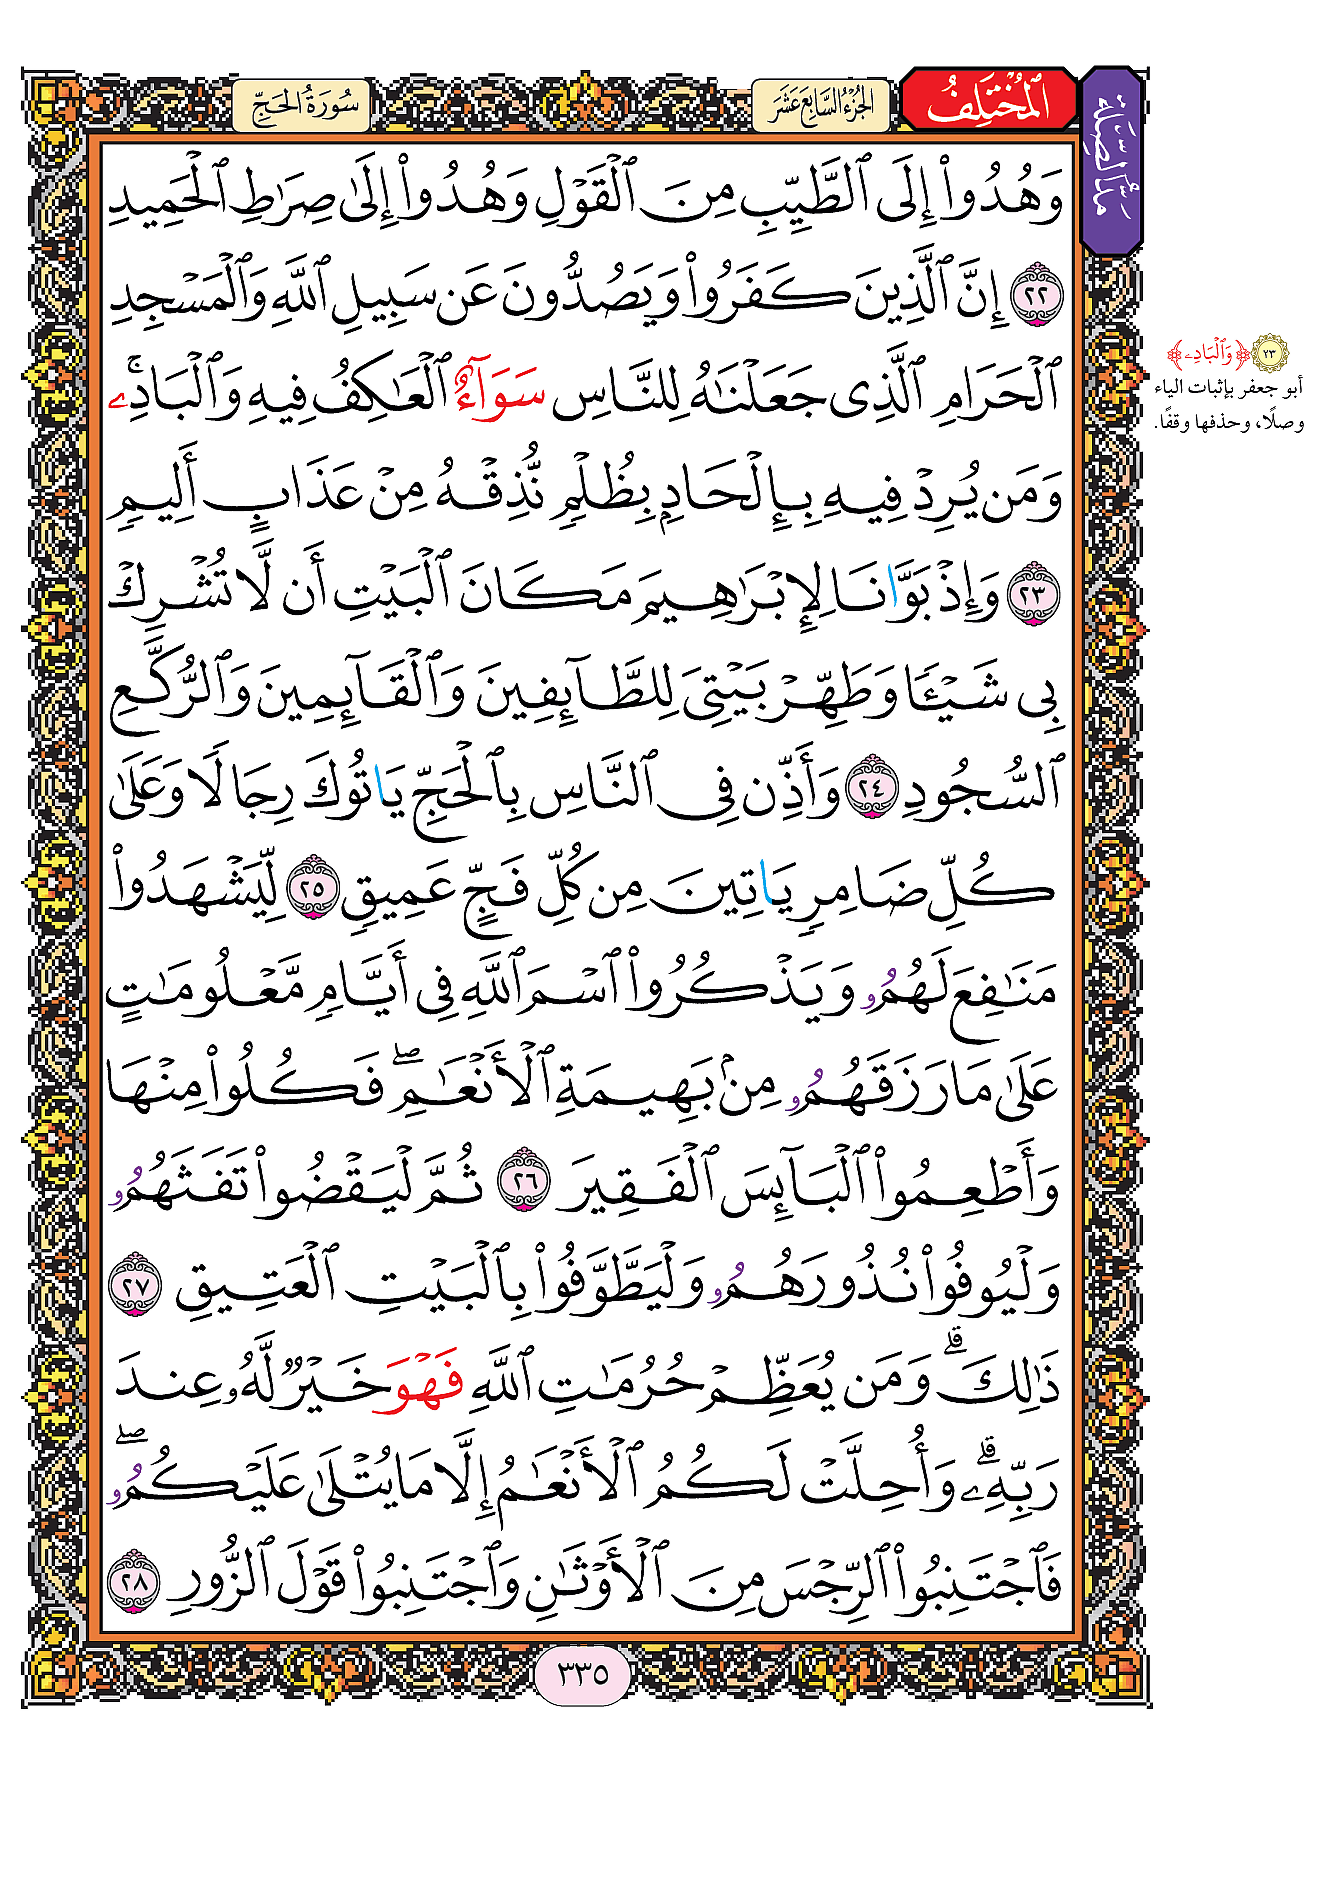 سُورَةُ الحَجّ
الجُزْءُ السَّابِعَ عَشَرَ
ٱلْمُخْتَلِفُ
مَدُّ الصِّلَة
وَهُدُوٓاْ إِلَى ٱلطَّيِّبِ مِنَ ٱلْقَوْلِ وَهُدُوٓاْ إِلَىٰ صِرَٰطِ ٱلْحَمِيدِ
٢٢ إِنَّ ٱلَّذِينَ كَفَرُواْ وَيَصُدُّونَ عَن سَبِيلِ ٱللَّهِ وَٱلْمَسْجِدِ
ٱلْحَرَامِ ٱلَّذِى جَعَلْنَٰهُ لِلنَّاسِ سَوَآءٌ ٱلْعَٰكِفُ فِيهِ وَٱلْبَادِۦ
وَمَن يُرِدْ فِيهِ بِإِلْحَادِۭ بِظُلْمٍ نُّذِقْهُ مِنْ عَذَابٍ أَلِيمٍ
٢٣ وَإِذْ بَوَّانَا لِإِبْرَٰهِيمَ مَكَانَ ٱلْبَيْتِ أَن لَّا تُشْرِكْ
بِى شَيْـًٔا وَطَهِّرْ بَيْتِىَ لِلطَّآئِفِينَ وَٱلْقَآئِمِينَ وَٱلرُّكَّعِ
ٱلسُّجُودِ ٢٤ وَأَذِّن فِى ٱلنَّاسِ بِٱلْحَجِّ يَاتُوكَ رِجَالًا وَعَلَىٰ
كُلِّ ضَامِرٍ يَاتِينَ مِن كُلِّ فَجٍّ عَمِيقٍ ٢٥ لِّيَشْهَدُواْ
مَنَٰفِعَ لَهُمُۥ وَيَذْكُرُواْ ٱسْمَ ٱللَّهِ فِى أَيَّامٍ مَّعْلُومَٰتٍ
عَلَىٰ مَا رَزَقَهُمُۥ مِنۢ بَهِيمَةِ ٱلْأَنْعَٰمِۖ فَكُلُواْ مِنْهَا
وَأَطْعِمُواْ ٱلْبَآئِسَ ٱلْفَقِيرَ ٢٦ ثُمَّ لْيَقْضُواْ تَفَثَهُمُۥ
وَلْيُوفُواْ نُذُورَهُمُۥ وَلْيَطَّوَّفُواْ بِٱلْبَيْتِ ٱلْعَتِيقِ ٢٧
ذَٰلِكَۗ وَمَن يُعَظِّمْ حُرُمَٰتِ ٱللَّهِ فَهْوَ خَيْرٌ لَّهُۥ عِندَ
رَبِّهِۦۗ وَأُحِلَّتْ لَكُمُ ٱلْأَنْعَٰمُ إِلَّا مَا يُتْلَىٰ عَلَيْكُمُۥۖ
فَٱجْتَنِبُواْ ٱلرِّجْسَ مِنَ ٱلْأَوْثَٰنِ وَٱجْتَنِبُواْ قَوْلَ ٱلزُّورِ ٢٨
٢٣ ﴿وَٱلْبَادِۦ﴾
أبو جعفر بإثبات الياء
وصلًا، وحذفها وقفًا.
٣٣٥